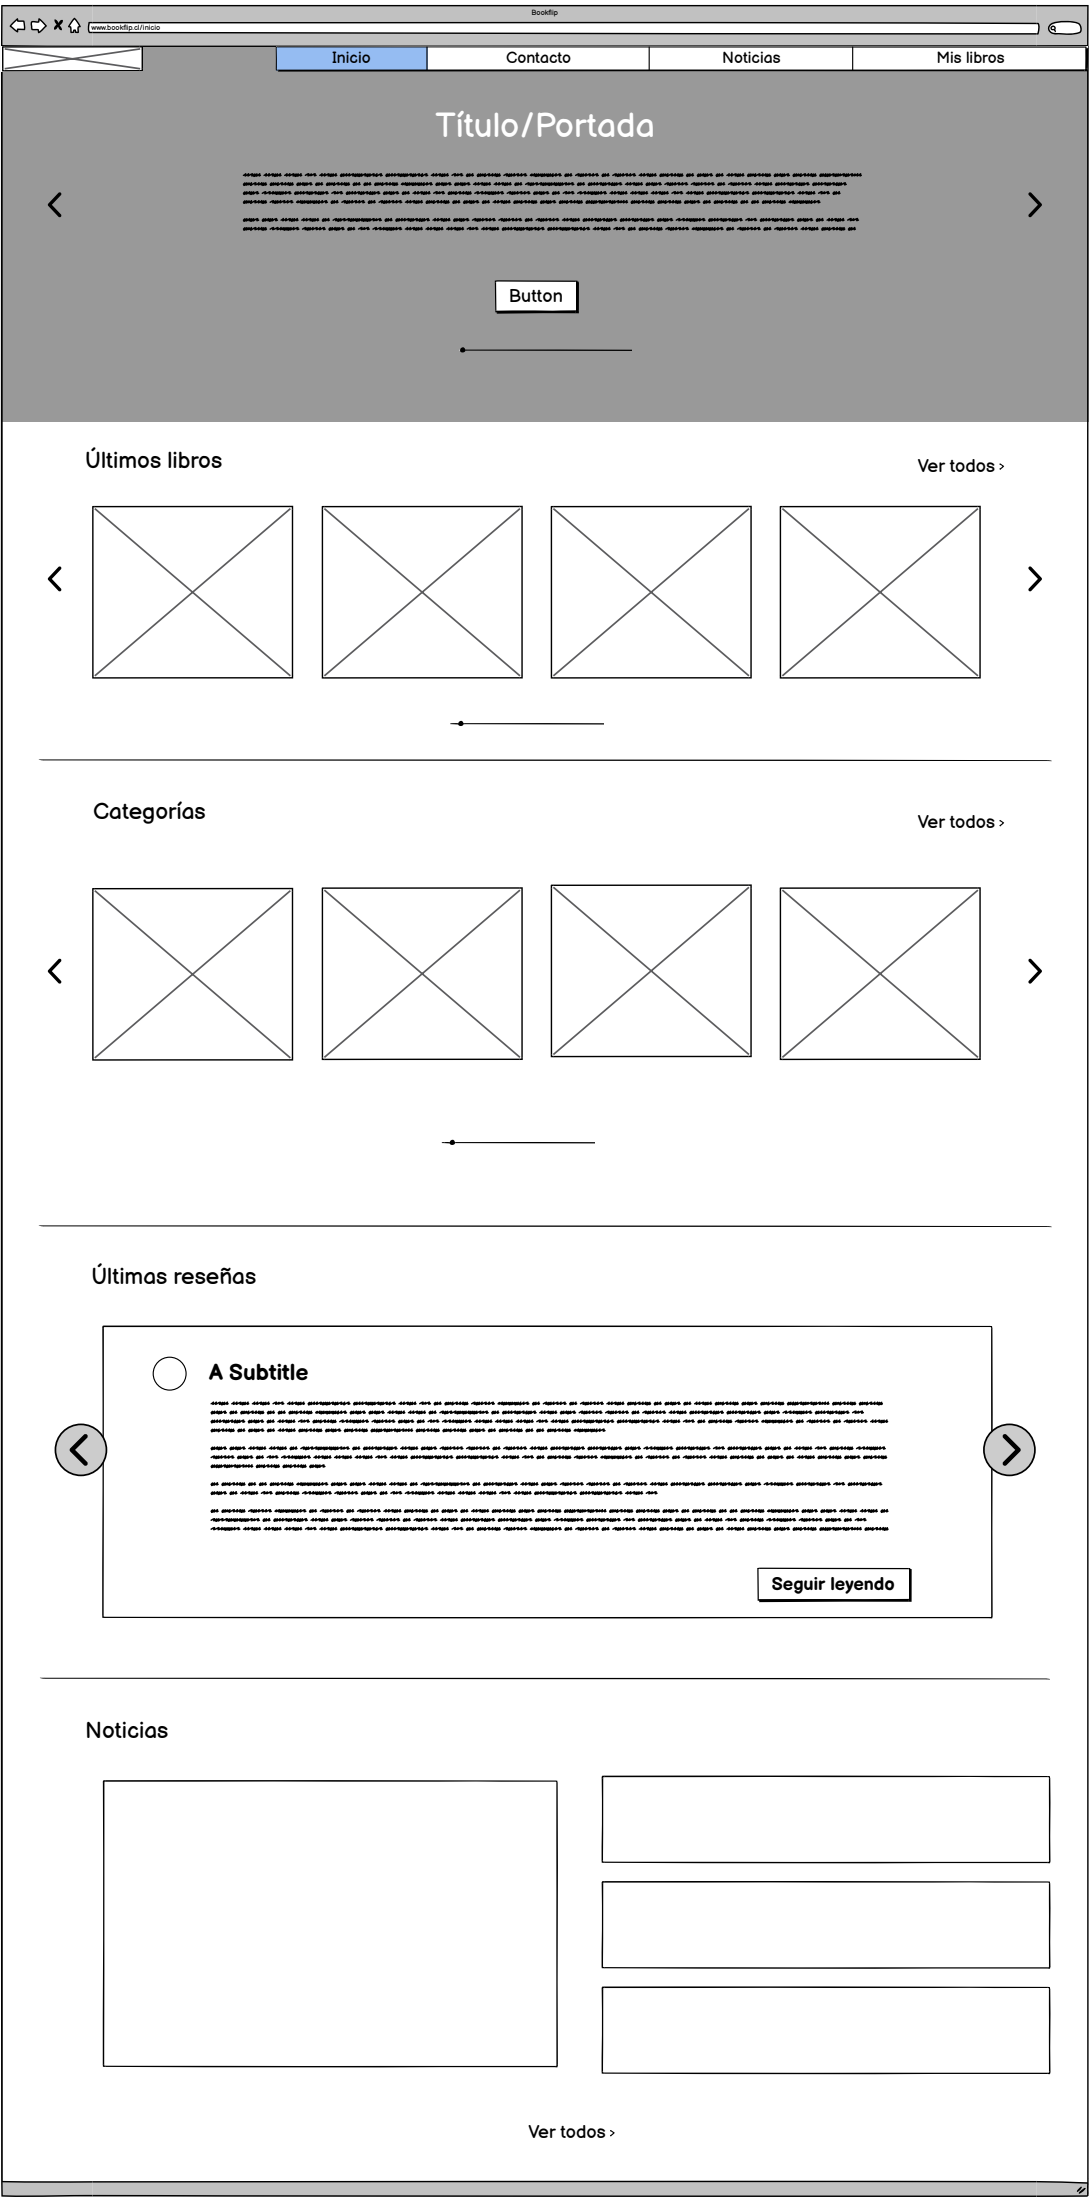 Bookflip
www.bookflip.cl/inicio
Inicio
Contacto
Noticias
Mis libros
Título/Portada
Button
Últimos libros
Ver todos >
Categorías
Ver todos >
Últimas reseñas
A Subtitle
Seguir leyendo
Noticias
Ver todos >